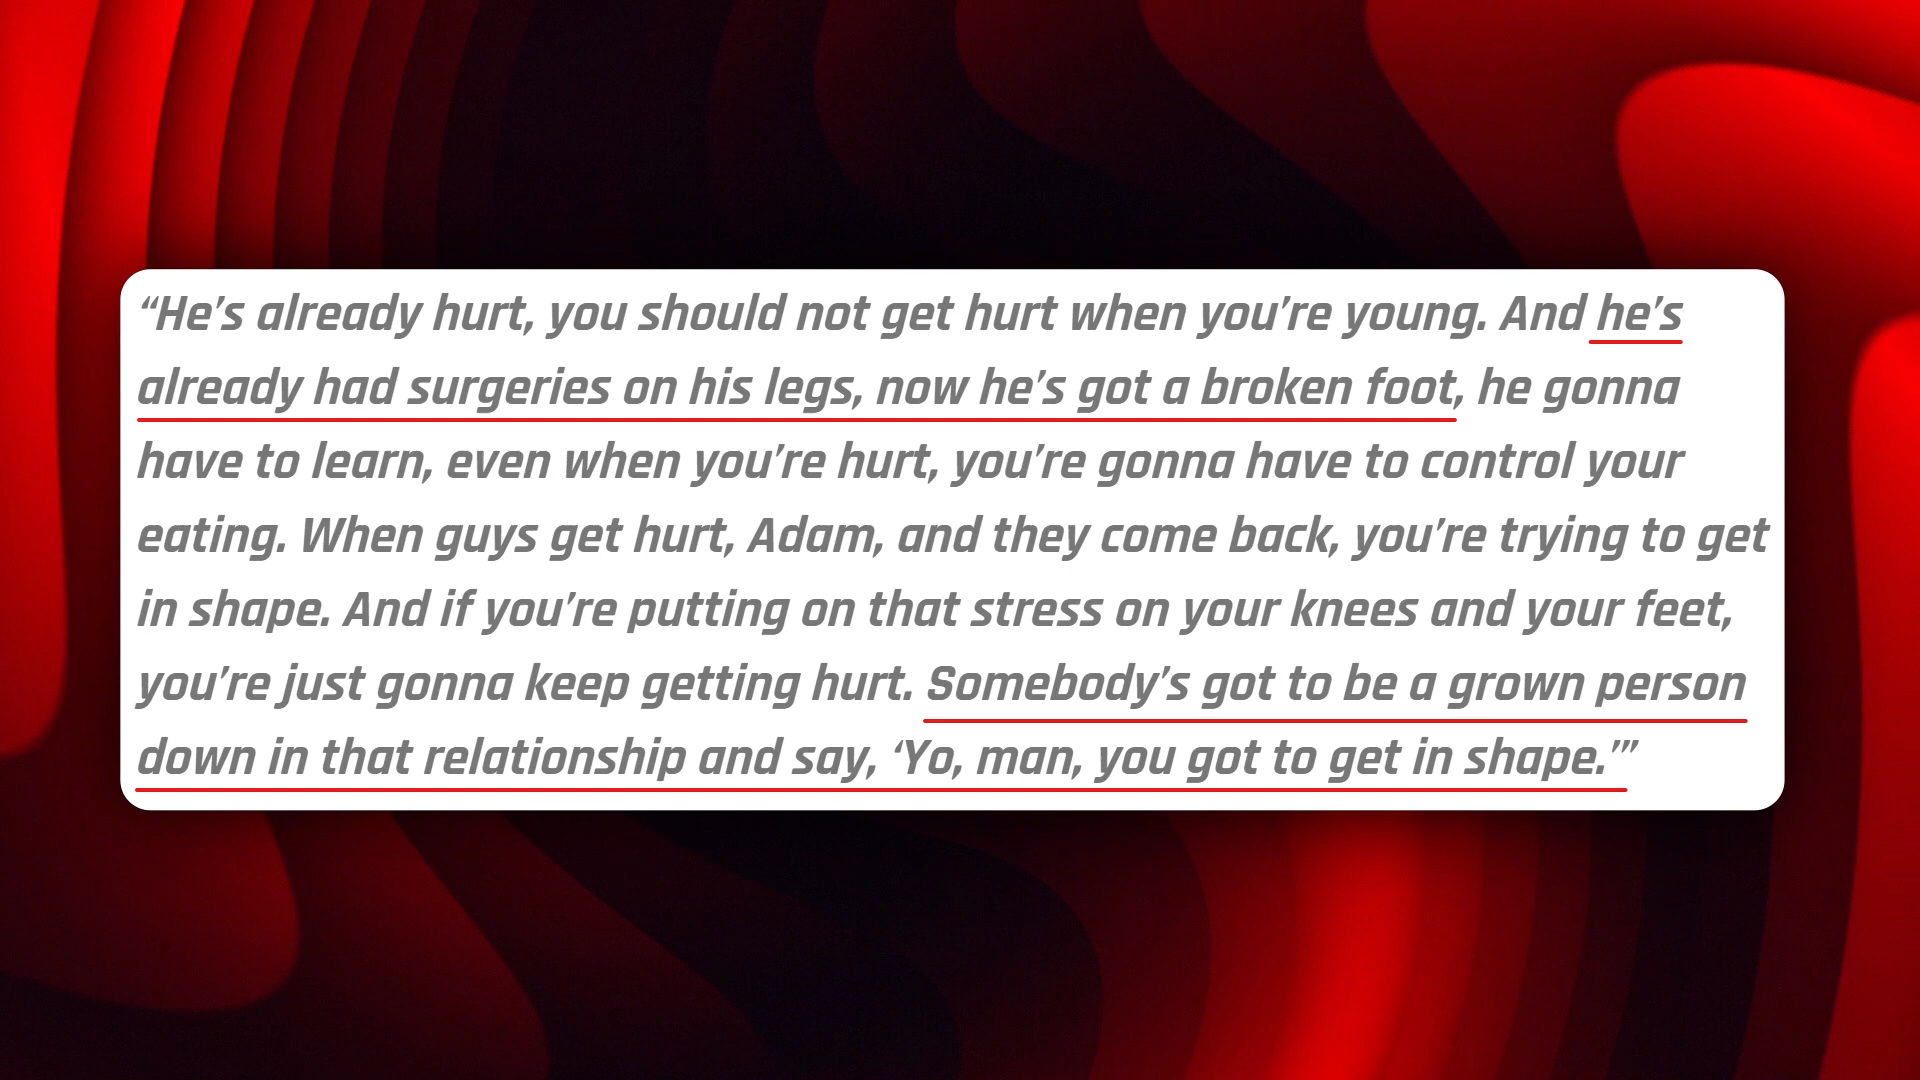 “He’s already hurt, you should not get hurt when you’re young. And he’s
already had surgeries on his legs, now he’s got a broken foot, he gonna
have to learn, even when you’re hurt, you’re gonna have to control your
eating. When guys get hurt, Adam, and they come back, you’re trying to get
in shape. And if you’re putting on that stress on your knees and your feet,
you’re just gonna keep getting hurt. Somebody’s got to be a grown person
down in that relationship and say, ‘Yo, man, you got to get in shape.’”